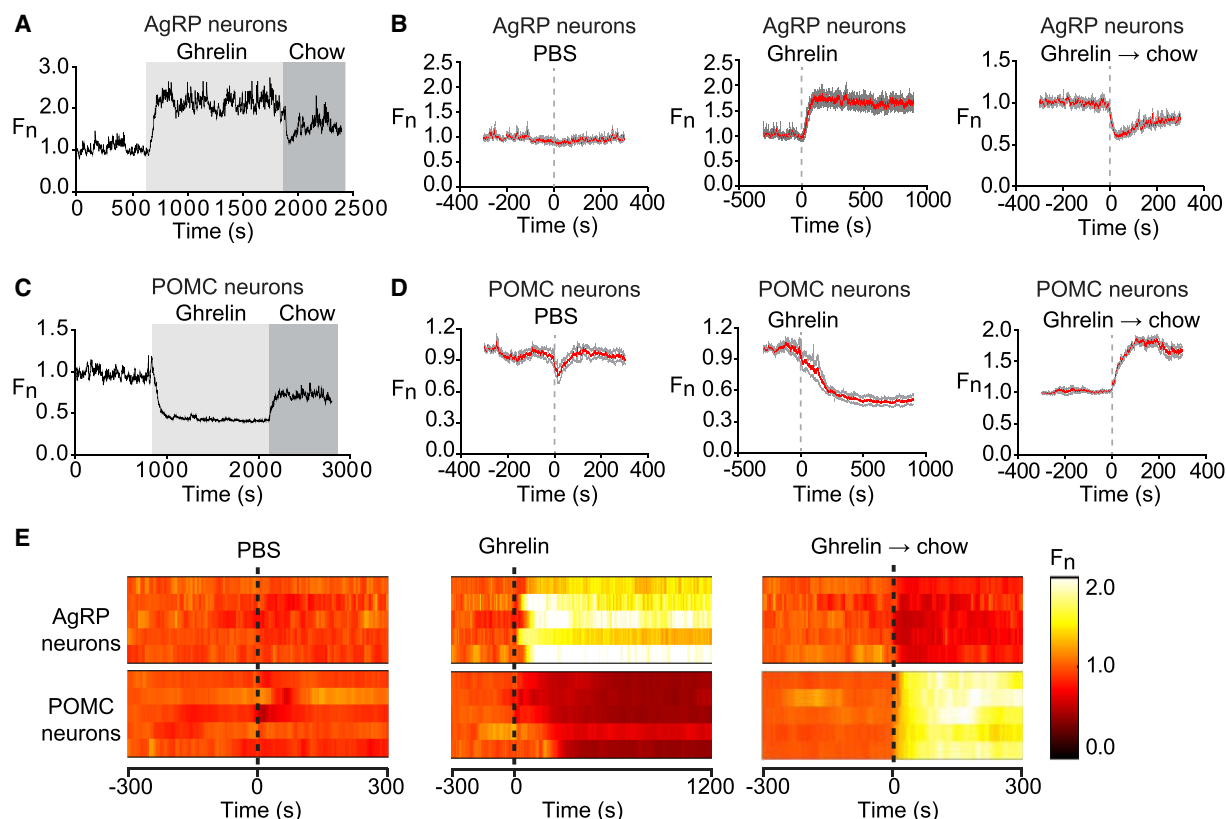 A
AgRP neurons
Ghrelin
Chow
Fn
3.0
2.0
1.0
0.0
0 500 1000 1500 2000 2500
Time (s)
B
AgRP neurons
PBS
Fn
2.5
2.0
1.5
1.0
0.5
0.0
-400 -200 0 200 400
Time (s)
AgRP neurons
Ghrelin
Fn
2.5
2.0
1.5
1.0
0.5
0.0
-500 0 500 1000
Time (s)
AgRP neurons
Ghrelin → chow
Fn
1.5
1.0
0.5
0.0
-400 -200 0 200 400
Time (s)
C
POMC neurons
Ghrelin
Chow
Fn
1.5
1.0
0.5
0.0
0 1000 2000 3000
Time (s)
D
POMC neurons
PBS
Fn
1.2
0.9
0.6
0.3
0.0
-400 -200 0 200 400
Time (s)
POMC neurons
Ghrelin
Fn
1.2
0.9
0.6
0.3
0.0
-500 0 500 1000
Time (s)
POMC neurons
Ghrelin → chow
Fn
2.0
1.5
1.0
0.5
0.0
-400 -200 0 200 400
Time (s)
E
PBS
Ghrelin
Ghrelin → chow
Fn
AgRP
neurons
POMC
neurons
2.0
1.0
0.0
-300 0 300
Time (s)
-300 0 1200
Time (s)
-300 0 300
Time (s)